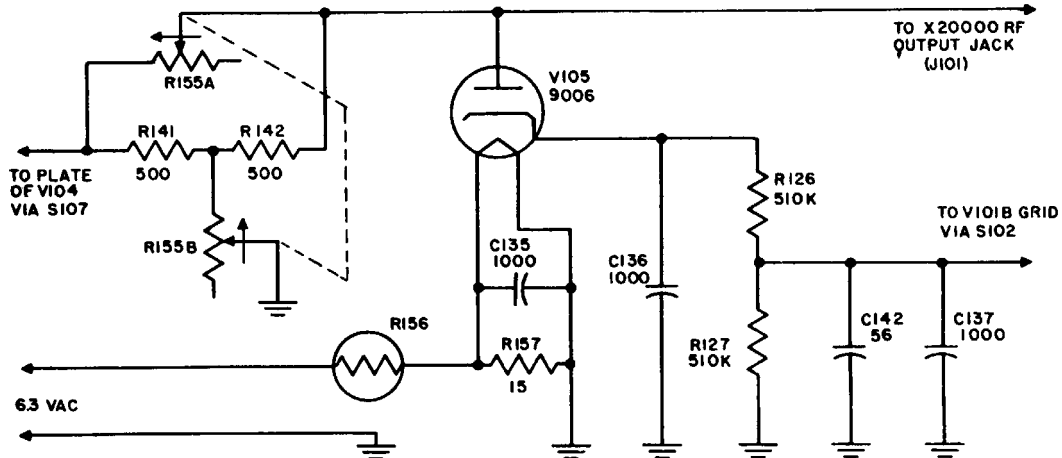 TO X20000 RF
OUTPUT JACK
(J101)
R155A
V105
9006
R141
500
R142
500
TO PLATE
OF V104
VIA S107
R126
510K
TO V101B GRID
VIA S102
R155B
C135
1000
C136
1000
R156
R157
15
R127
510K
C142
56
C137
1000
6.3 VAC